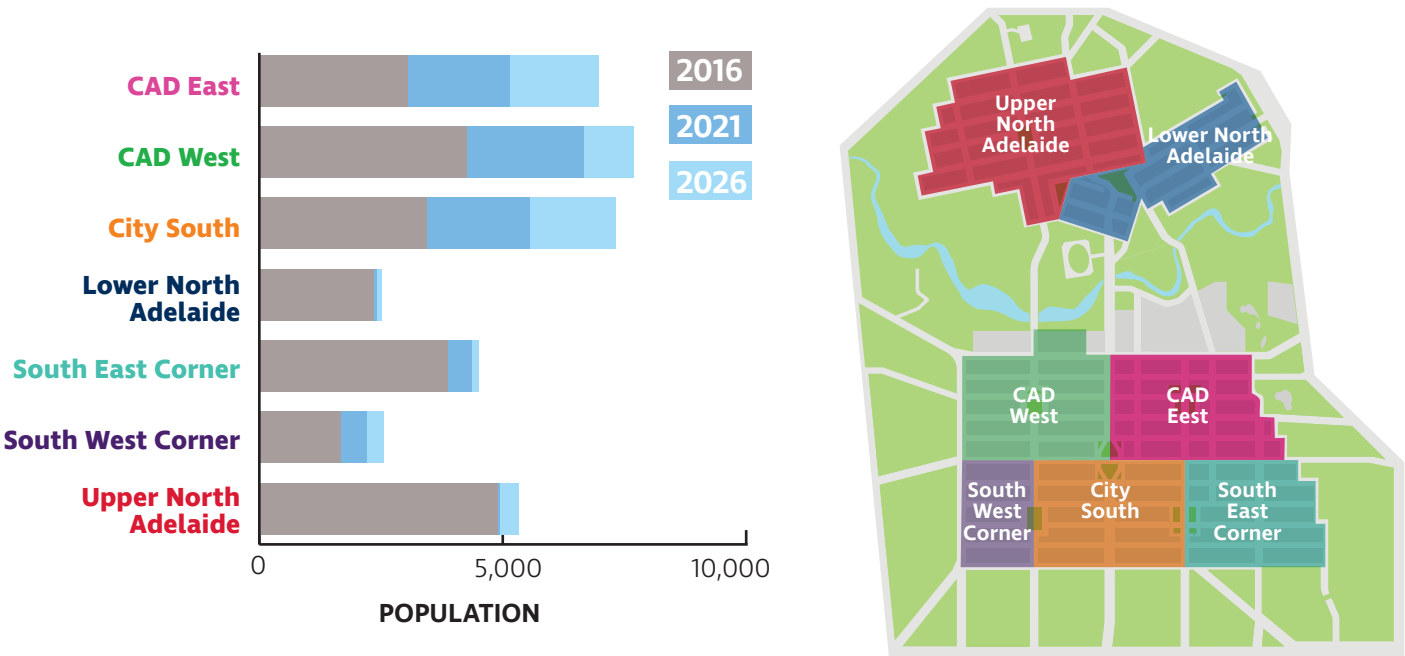 CAD East
CAD West
City South
Lower North
Adelaide
South East Corner
South West Corner
Upper North
Adelaide
0
5,000
10,000
POPULATION
2016
2021
2026
Upper
North
Adelaide
Lower North
Adelaide
CAD
West
CAD
Eest
South
West
Corner
City
South
South
East
Corner